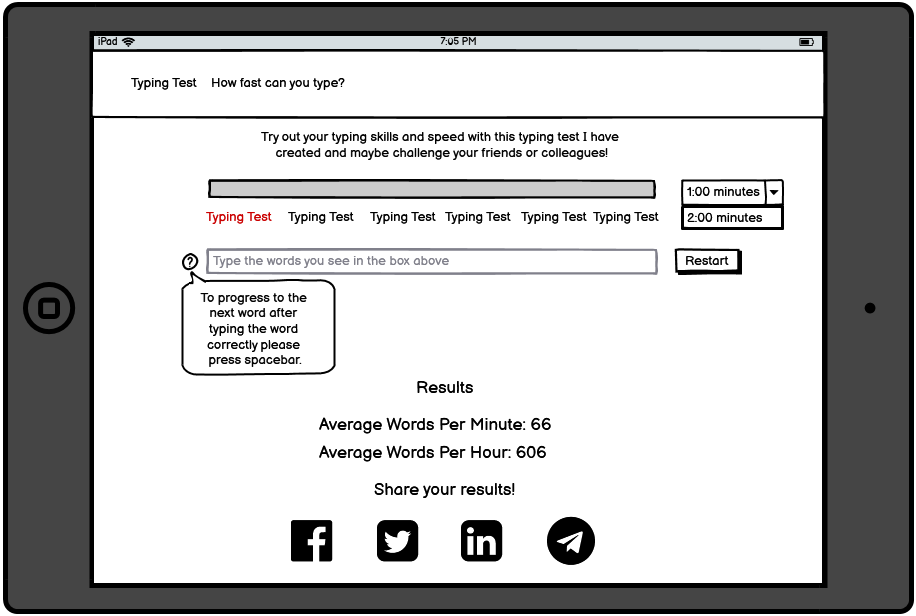 iPad 7:05 PM
Typing Test How fast can you type?
Try out your typing skills and speed with this typing test I have
created and maybe challenge your friends or colleagues!
1:00 minutes
2:00 minutes
Typing Test Typing Test Typing Test Typing Test Typing Test Typing Test
? Type the words you see in the box above
Restart
To progress to the
next word after
typing the word
correctly please
press spacebar.
Results
Average Words Per Minute: 66
Average Words Per Hour: 606
Share your results!
f
in